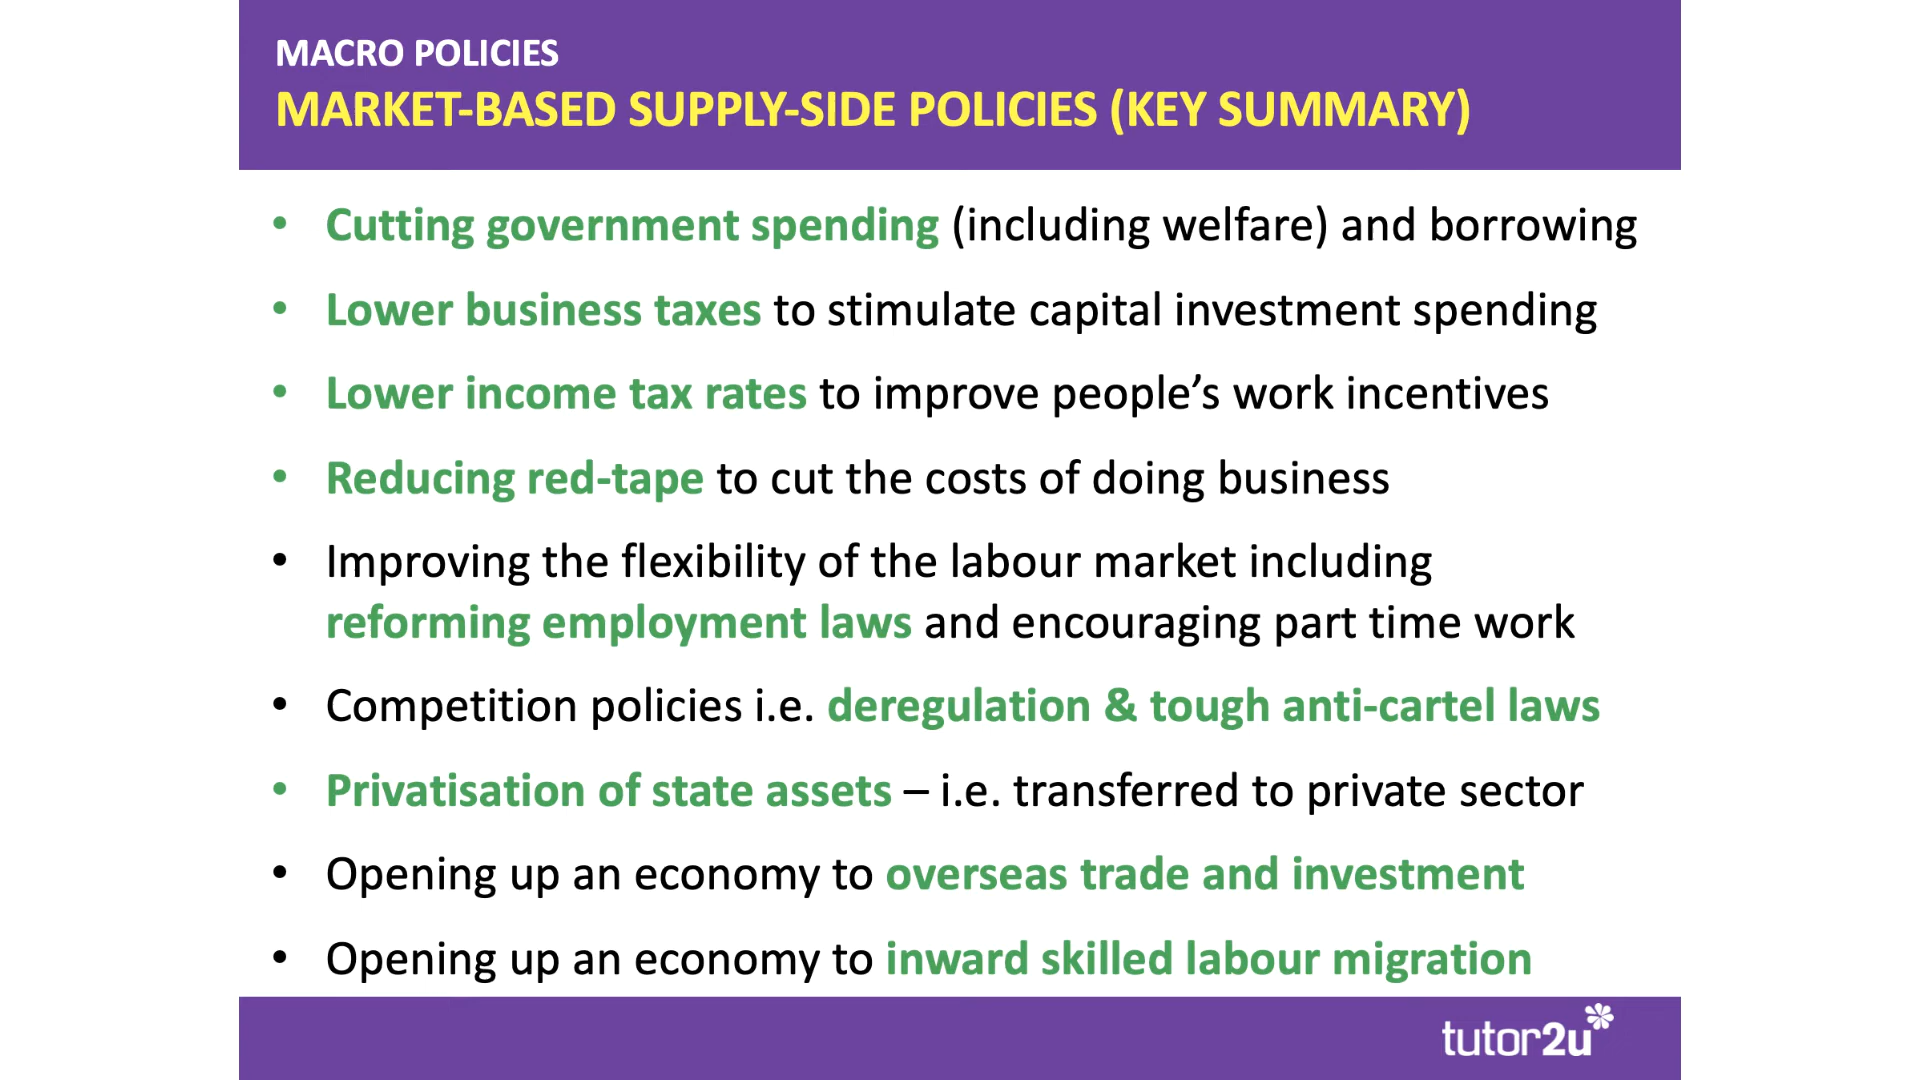 MACRO POLICIES
MARKET-BASED SUPPLY-SIDE POLICIES (KEY SUMMARY)
• Cutting government spending (including welfare) and borrowing
• Lower business taxes to stimulate capital investment spending
• Lower income tax rates to improve people’s work incentives
• Reducing red-tape to cut the costs of doing business
• Improving the flexibility of the labour market including
reforming employment laws and encouraging part time work
• Competition policies i.e. deregulation & tough anti-cartel laws
• Privatisation of state assets – i.e. transferred to private sector
• Opening up an economy to overseas trade and investment
• Opening up an economy to inward skilled labour migration
tutor2u